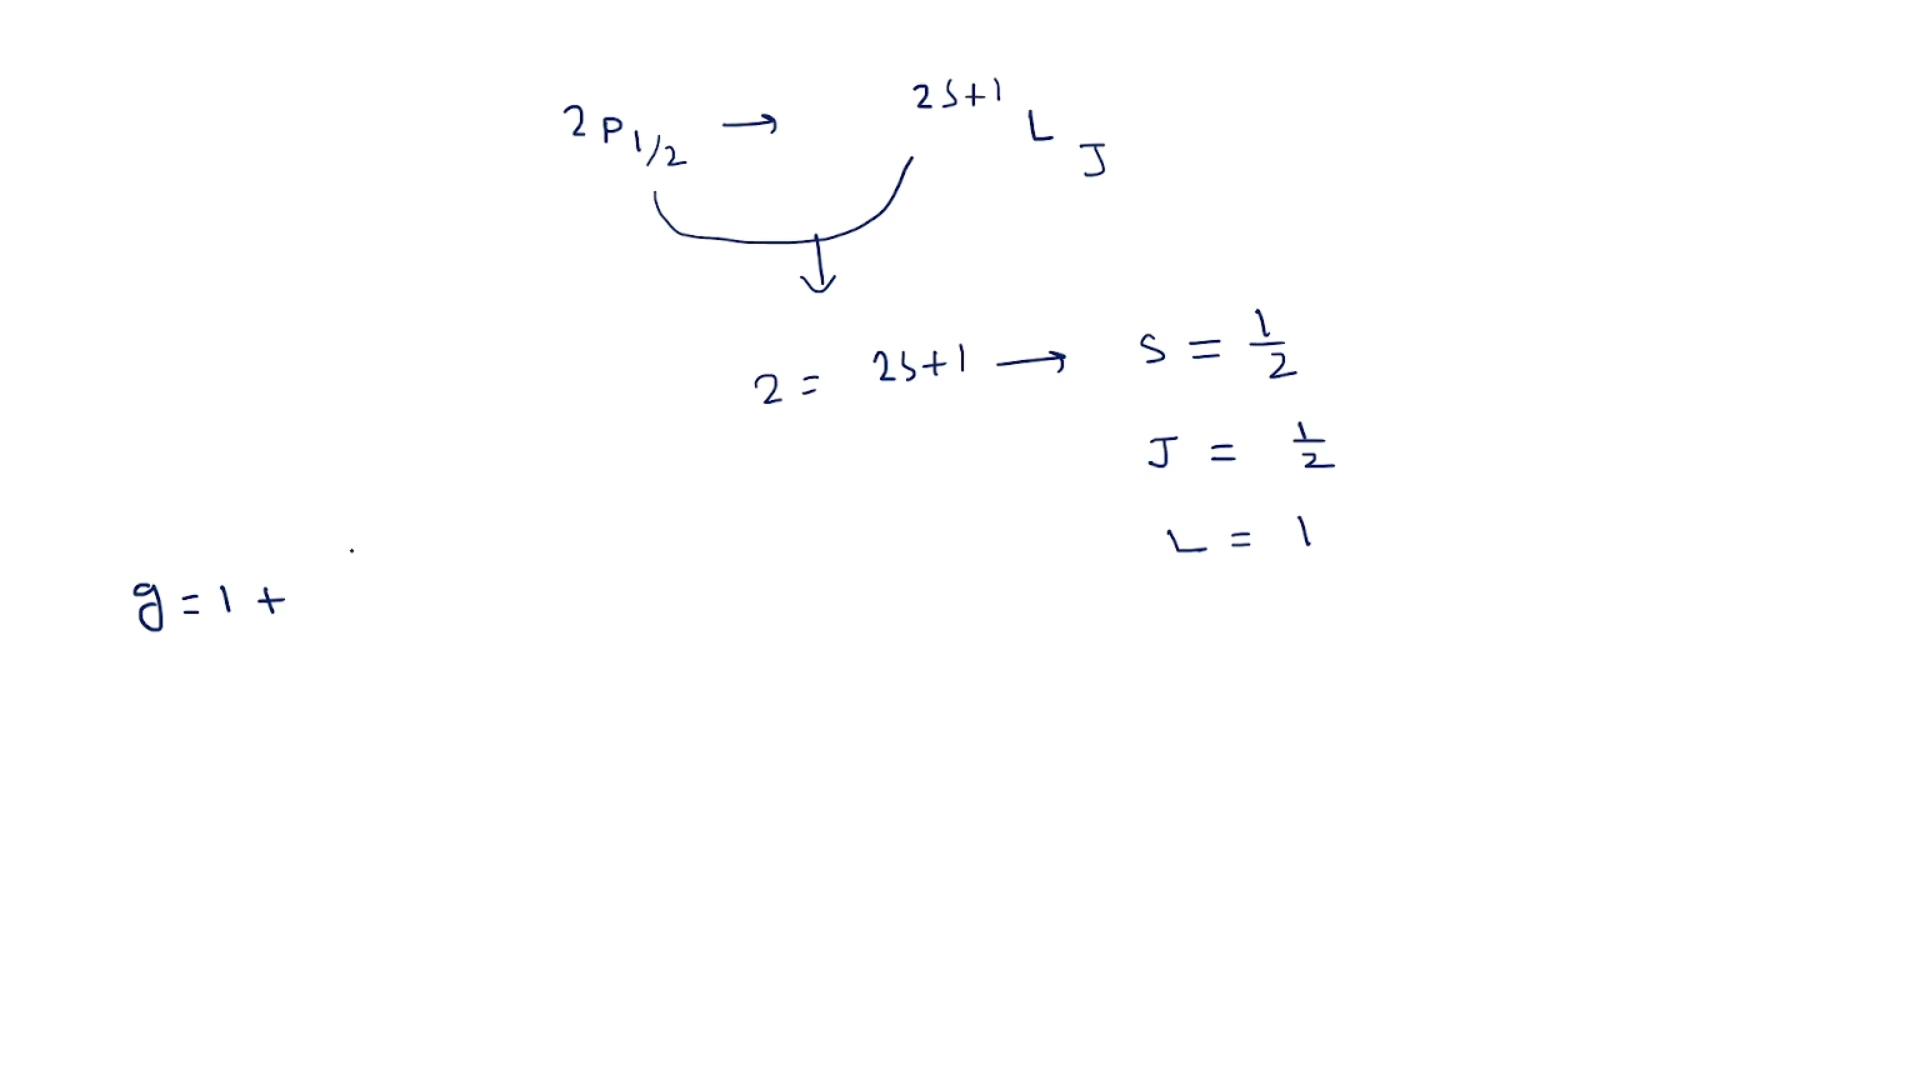 2P1/2 → 2S+1 L J
2 = 2S+1 → S = 1/2
J = 1/2
L = 1
g = 1 +